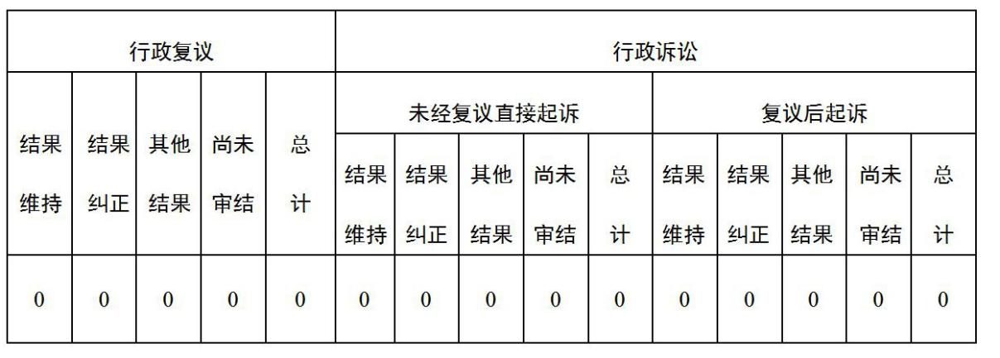 行政复议 行政诉讼
未经复议直接起诉 复议后起诉
结果维持 结果纠正 其他结果 尚未审结 总计 结果维持 结果纠正 其他结果 尚未审结 总计 结果维持 结果纠正 其他结果 尚未审结 总计
0 0 0 0 0 0 0 0 0 0 0 0 0 0 0